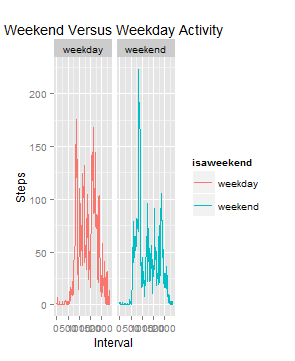 Weekend Versus Weekday Activity
weekday weekend
200
150
100
50
0
Steps
Interval
isaweekend
weekday
weekend